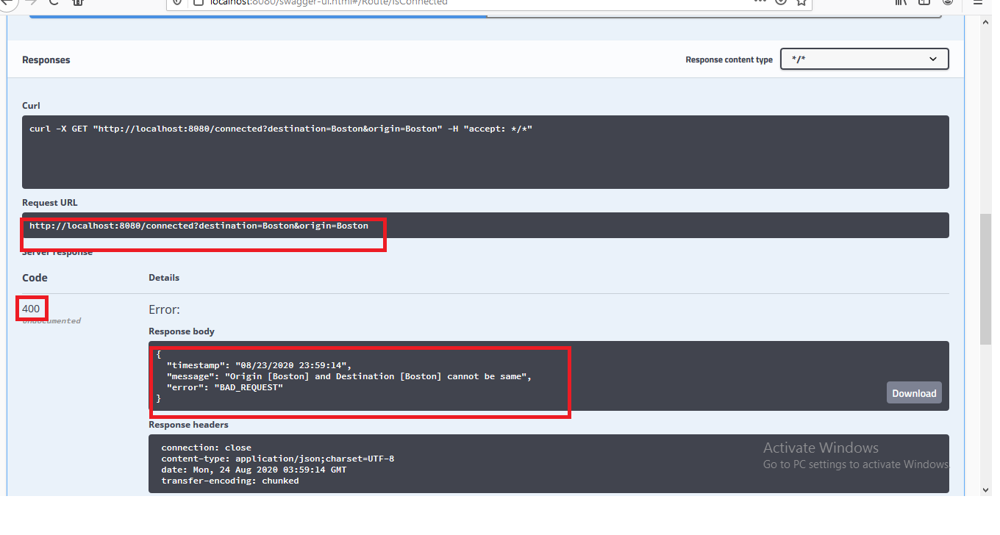 localhost:8080/swagger-ui.html#/Route/isConnected
Responses
Response content type
*/*
Curl
curl -X GET "http://localhost:8080/connected?destination=Boston&origin=Boston" -H "accept: */*"
Request URL
http://localhost:8080/connected?destination=Boston&origin=Boston
Server response
Code
Details
400
Undocumented
Error:
Response body
{
"timestamp": "08/23/2020 23:59:14",
"message": "Origin [Boston] and Destination [Boston] cannot be same",
"error": "BAD_REQUEST"
}
Download
Response headers
connection: close
content-type: application/json;charset=UTF-8
date: Mon, 24 Aug 2020 03:59:14 GMT
transfer-encoding: chunked
Activate Windows
Go to PC settings to activate Windows.